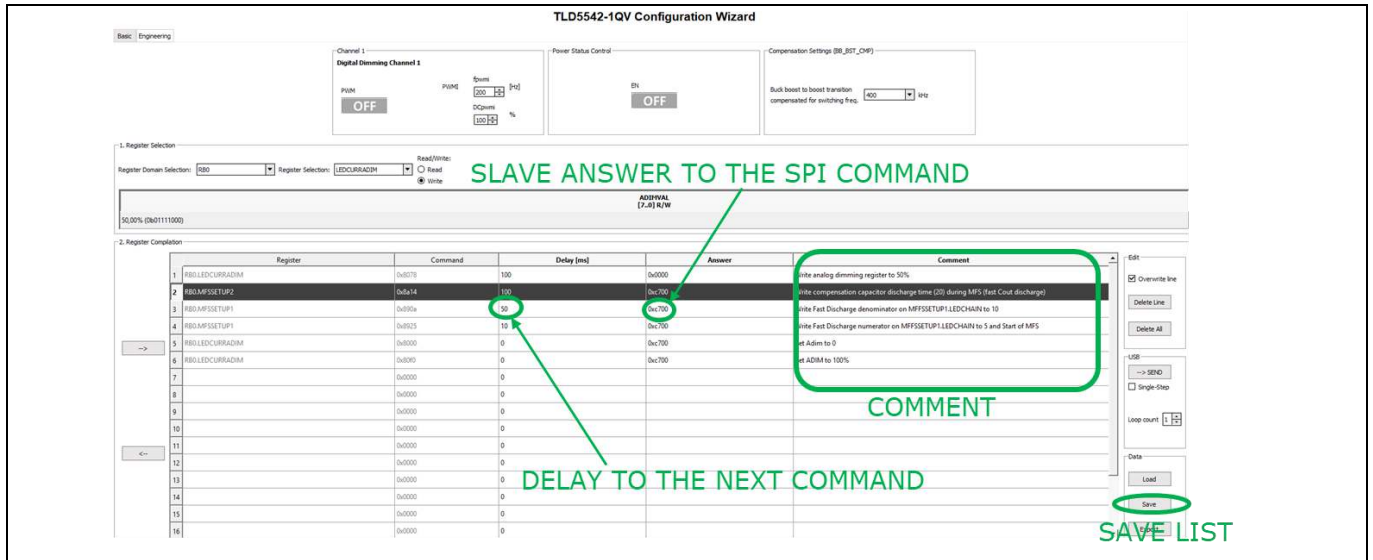 TLD5542-1QV Configuration Wizard
Basic Engineering
Channel 1
Digital Dimming Channel 1
PWM
OFF
PWMI
fpwmi
200 [Hz]
DCpwmi
100 %
Power Status Control
EN
OFF
Compensation Settings (BB_BST_CMP)
Buck boost to boost transition
compensated for switching freq. 400 kHz
1. Register Selection
Register Domain Selection: RB0 Register Selection: LEDCURRADIM
Read/Write:
Read
Write
SLAVE ANSWER TO THE SPI COMMAND
ADIMVAL
[7..0] R/W
50,00% (0b01111000)
2. Register Compilation
Register Command Delay [ms] Answer Comment
1 RB0.LEDCURRADIM 0x8078 100 0x0000 Write analog dimming register to 50%
2 RB0.MFSSETUP2 0x8a14 100 0xc700 Write compensation capacitor discharge time (20) during MFS (fast Cout discharge)
3 RB0.MFSSETUP1 0x890a 50 0xc700 Write Fast Discharge denominator on MFFSSETUP1.LEDCHAIN to 10
4 RB0.MFSSETUP1 0x8925 10 0xc700 Write Fast Discharge numerator on MFFSSETUP1.LEDCHAIN to 5 and Start of MFS
5 RB0.LEDCURRADIM 0x8000 0 0xc700 et Adim to 0
6 RB0.LEDCURRADIM 0x80f0 0 0xc700 et ADIM to 100%
7 0x0000 0
8 0x0000 0
9 0x0000 0
10 0x0000 0
11 0x0000 0
12 0x0000 0
13 0x0000 0
14 0x0000 0
15 0x0000 0
16 0x0000 0
-->
<--
COMMENT
DELAY TO THE NEXT COMMAND
Edit
Overwrite line
Delete Line
Delete All
USB
--> SEND
Single-Step
Loop count 1
Data
Load
Save
SAVE LIST